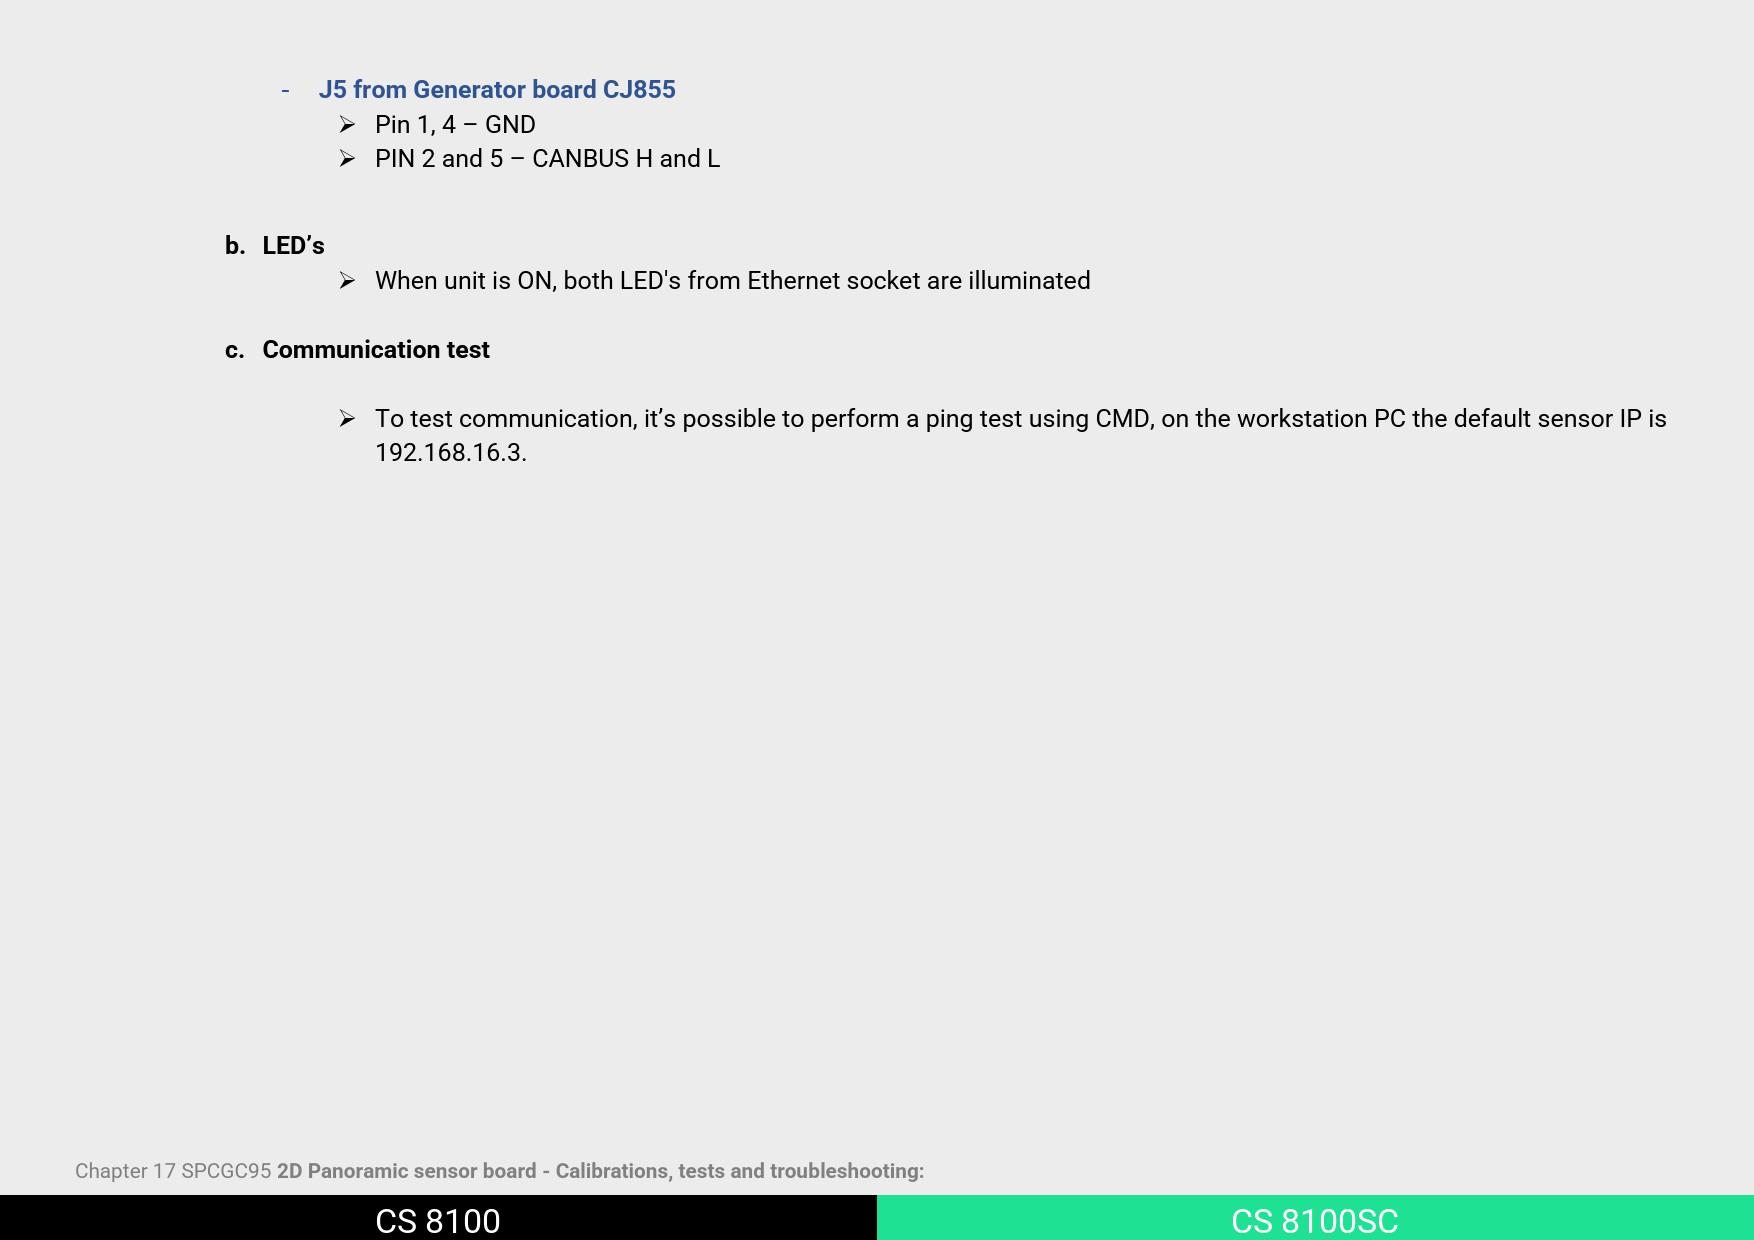 - J5 from Generator board CJ855
➢ Pin 1, 4 – GND
➢ PIN 2 and 5 – CANBUS H and L
b. LED’s
➢ When unit is ON, both LED's from Ethernet socket are illuminated
c. Communication test
➢ To test communication, it’s possible to perform a ping test using CMD, on the workstation PC the default sensor IP is
192.168.16.3.
Chapter 17 SPCGC95 2D Panoramic sensor board - Calibrations, tests and troubleshooting:
CS 8100
CS 8100SC